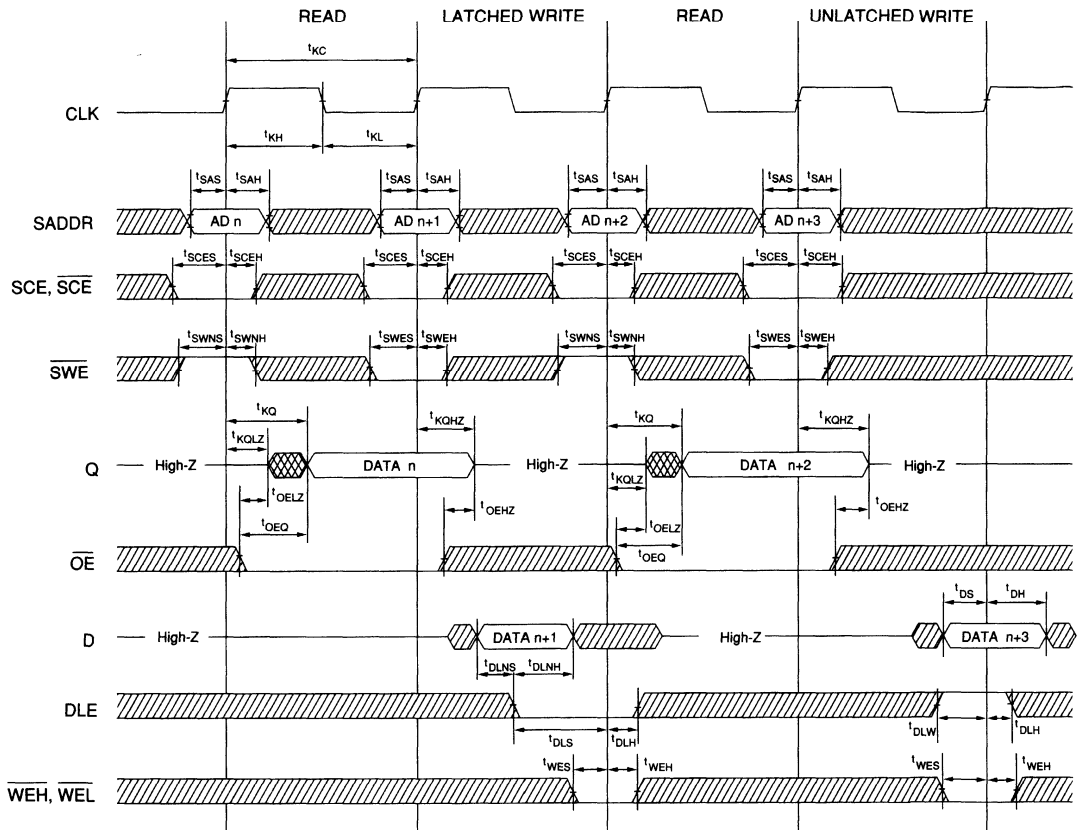 READ LATCHED WRITE READ UNLATCHED WRITE
tKC
CLK
tKH tKL
tSAS tSAH tSAS tSAH tSAS tSAH tSAS tSAH
SADDR AD n AD n+1 AD n+2 AD n+3
tSCES tSCEH tSCES tSCEH tSCES tSCEH tSCES tSCEH
SCE, SCE
tSWNS tSWNH tSWES tSWEH tSWNS tSWNH tSWES tSWEH
SWE
tKQ tKQHZ tKQ tKQHZ
tKQLZ
Q High-Z DATA n High-Z DATA n+2 High-Z
tKQLZ
tOELZ tOEHZ tOELZ tOEHZ
tOEQ tOEQ
OE
tDS tDH
D High-Z DATA n+1 High-Z DATA n+3
tDLNS tDLNH
DLE
tDLS tDLH tDLW tDLH
tWES tWEH tWES tWEH
WEH, WEL